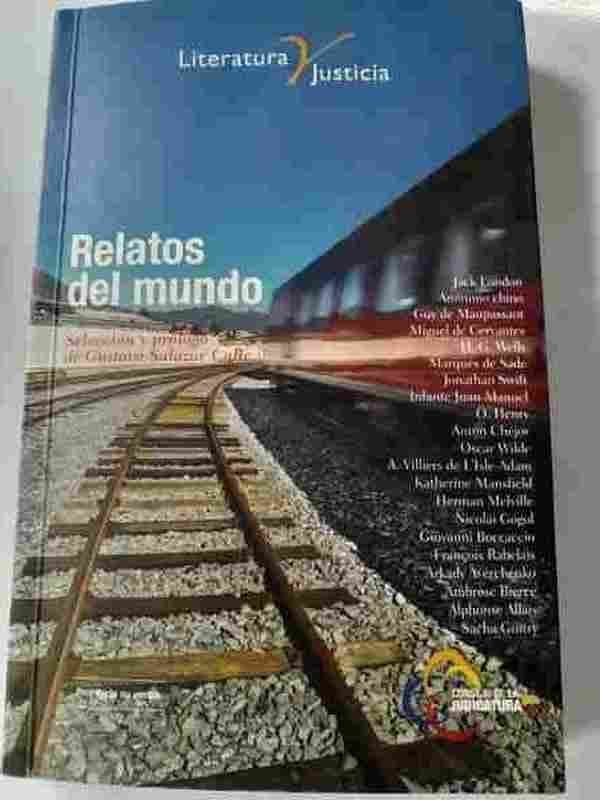 Literatura y
Justicia
Relatos
del mundo
Selección y prólogo
de Gustavo Salazar Calle
Jack London
Anónimo chino
Guy de Maupassant
Miguel de Cervantes
H. G. Wells
Marqués de Sade
Jonathan Swift
Infante Juan Manuel
O. Henry
Antón Chéjov
Oscar Wilde
A. Villiers de L'Isle-Adam
Katherine Mansfield
Herman Melville
Nicolai Gogol
Giovanni Boccaccio
François Rabelais
Arkady Averchenko
Ambrose Bierce
Alphonse Allais
Sacha Guitry
CONSEJO DE LA
JUDICATURA